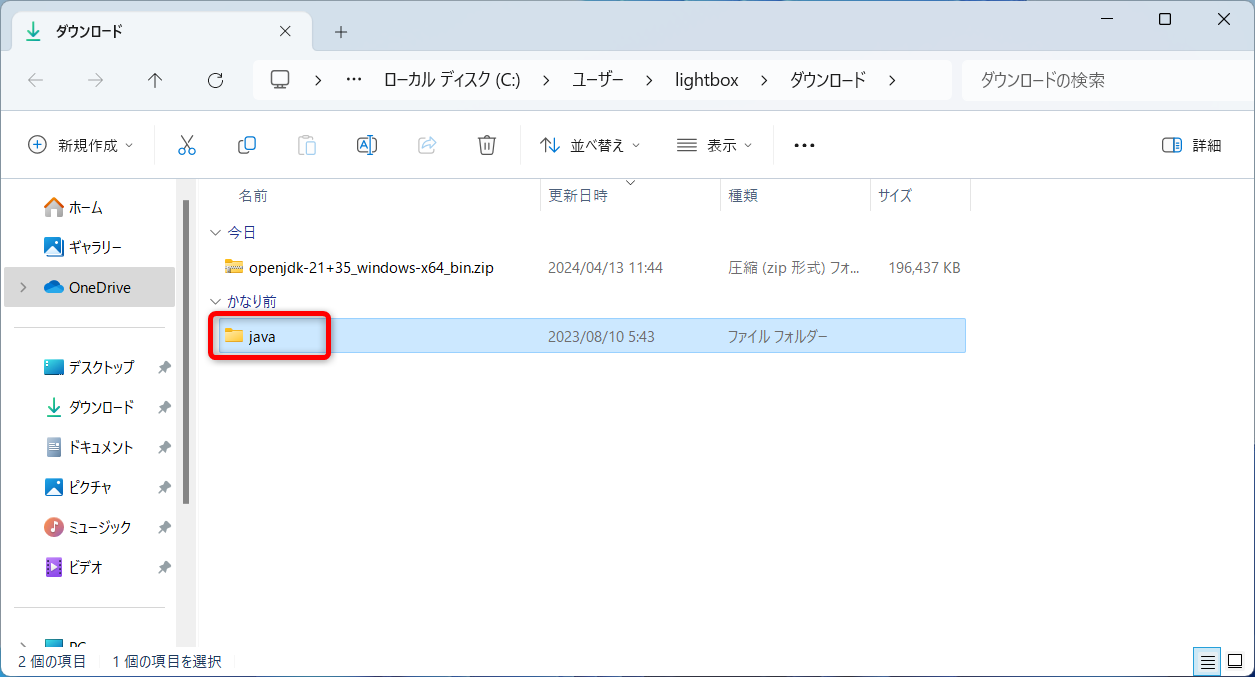 ダウンロード
ローカル ディスク (C:) ユーザー lightbox ダウンロード ダウンロードの検索
新規作成 並べ替え 表示 詳細
名前 更新日時 種類 サイズ
今日
openjdk-21+35_windows-x64_bin.zip 2024/04/13 11:44 圧縮 (zip 形式) フォ... 196,437 KB
かなり前
java 2023/08/10 5:43 ファイル フォルダー
ホーム
ギャラリー
OneDrive
デスクトップ
ダウンロード
ドキュメント
ピクチャ
ミュージック
ビデオ
PC
2 個の項目 1 個の項目を選択